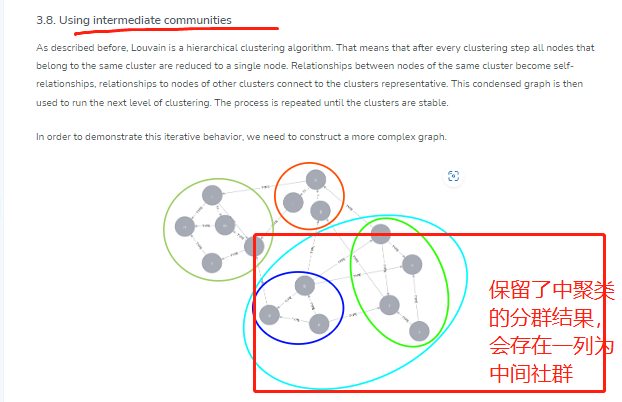 3.8. Using intermediate communities
As described before, Louvain is a hierarchical clustering algorithm. That means that after every clustering step all nodes that
belong to the same cluster are reduced to a single node. Relationships between nodes of the same cluster become self-
relationships, relationships to nodes of other clusters connect to the clusters representative. This condensed graph is then
used to run the next level of clustering. The process is repeated until the clusters are stable.
In order to demonstrate this iterative behavior, we need to construct a more complex graph.
保留了中聚类
的分群结果，
会存在一列为
中间社群